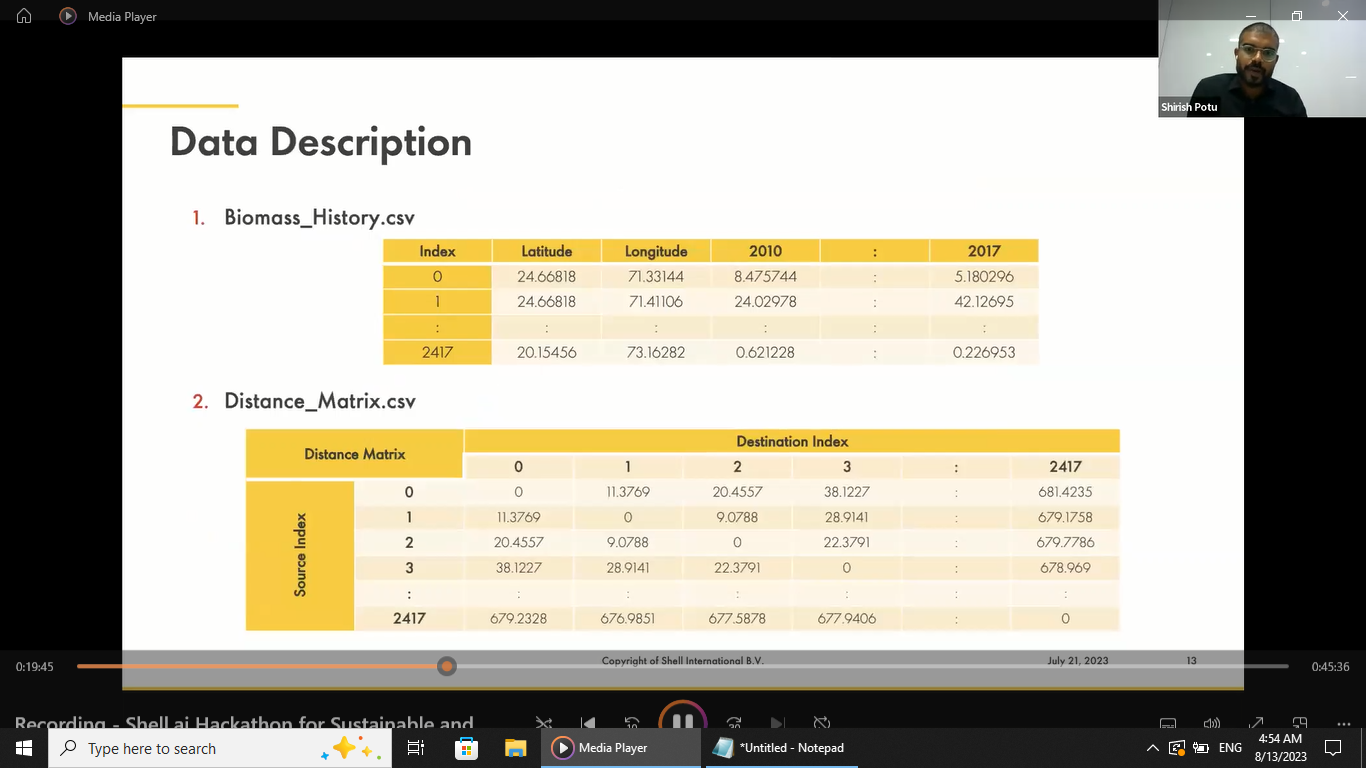 Media Player
Shirish Potu
Data Description
1. Biomass_History.csv
Index Latitude Longitude 2010 : 2017
0 24.66818 71.33144 8.475744 : 5.180296
1 24.66818 71.41106 24.02978 : 42.12695
: : : : : :
2417 20.15456 73.16282 0.621228 : 0.226953
2. Distance_Matrix.csv
Distance Matrix Destination Index
0 1 2 3 : 2417
Source Index
0 0 11.3769 20.4557 38.1227 : 681.4235
1 11.3769 0 9.0788 28.9141 : 679.1758
2 20.4557 9.0788 0 22.3791 : 679.7786
3 38.1227 28.9141 22.3791 0 : 678.969
: : : : : : :
2417 679.2328 676.9851 677.5878 677.9406 : 0
Copyright of Shell International B.V. July 21, 2023 13
0:19:45 0:45:36
Recording - Shell.ai Hackathon for Sustainable and
Type here to search
Media Player
*Untitled - Notepad
ENG
4:54 AM
8/13/2023